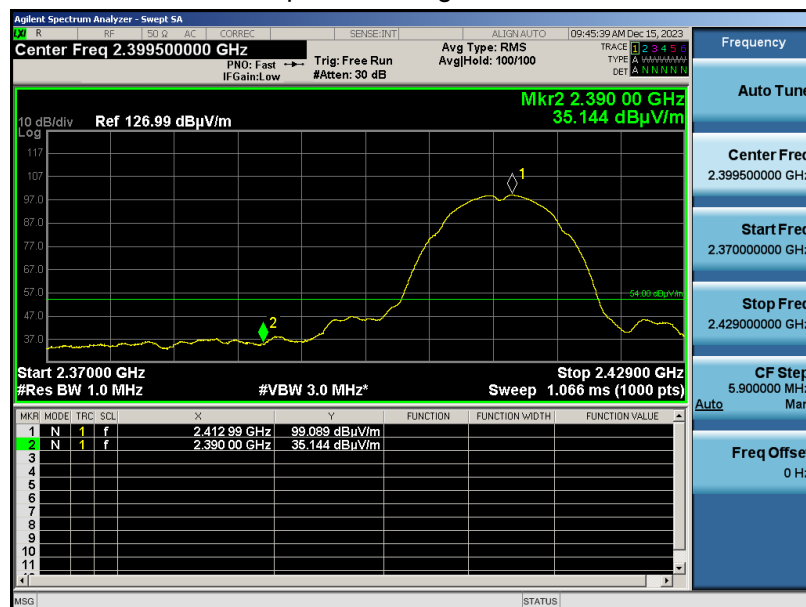 Agilent Spectrum Analyzer - Swept SA
LXI R RF 50 Ω AC CORREC SENSE:INT ALIGN AUTO 09:45:39 AM Dec 15, 2023
Center Freq 2.399500000 GHz
PNO: Fast
IFGain:Low
Trig: Free Run
#Atten: 30 dB
Avg Type: RMS
Avg|Hold: 100/100
TRACE 1 2 3 4 5 6
TYPE A WWWWW
DET A N N N N N
Mkr2 2.390 00 GHz
35.144 dBµV/m
10 dB/div Ref 126.99 dBµV/m
Log
117
107
97.0
87.0
77.0
67.0
57.0
47.0
37.0
1
2
54.00 dBµV/m
Start 2.37000 GHz Stop 2.42900 GHz
#Res BW 1.0 MHz #VBW 3.0 MHz* Sweep 1.066 ms (1000 pts)
MKR MODE TRC SCL X Y FUNCTION FUNCTION WIDTH FUNCTION VALUE
1 N 1 f 2.412 99 GHz 99.089 dBµV/m
2 N 1 f 2.390 00 GHz 35.144 dBµV/m
3
4
5
6
7
8
9
10
11
MSG STATUS
Frequency
Auto Tune
Center Freq
2.399500000 GHz
Start Freq
2.370000000 GHz
Stop Freq
2.429000000 GHz
CF Step
5.900000 MHz
Auto Man
Freq Offset
0 Hz